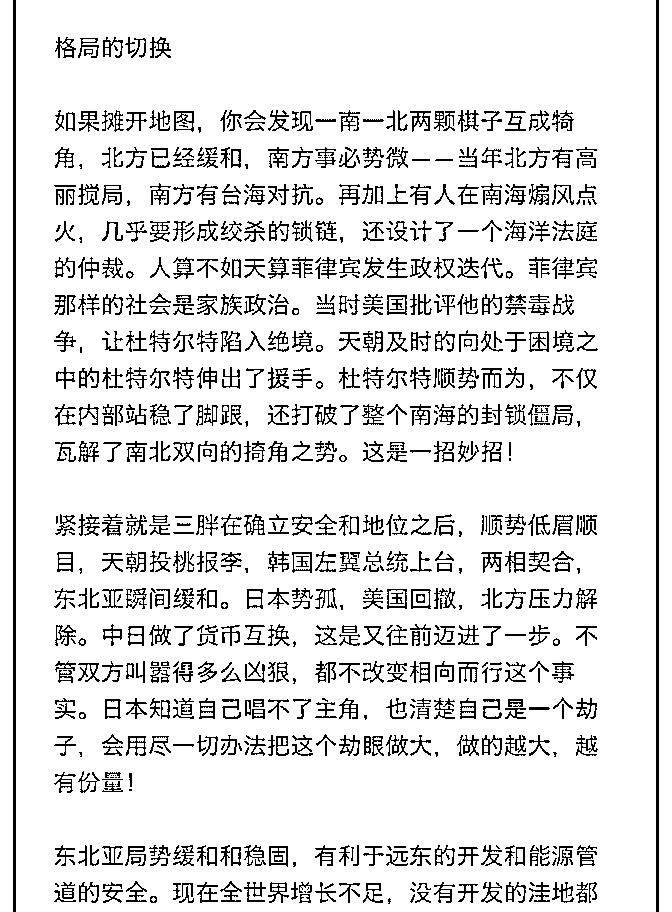 格局的切换
如果摊开地图，你会发现一南一北两颗棋子互成犄
角，北方已经缓和，南方事必势微——当年北方有高
丽搅局，南方有台海对抗。再加上有人在南海煽风点
火，几乎要形成绞杀的锁链，还设计了一个海洋法庭
的仲裁。人算不如天算菲律宾发生政权迭代。菲律宾
那样的社会是家族政治。当时美国批评他的禁毒战
争，让杜特尔特陷入绝境。天朝及时的向处于困境之
中的杜特尔特伸出了援手。杜特尔特顺势而为，不仅
在内部站稳了脚跟，还打破了整个南海的封锁僵局，
瓦解了南北双向的掎角之势。这是一招妙招！
紧接着就是三胖在确立安全和地位之后，顺势低眉顺
目，天朝投桃报李，韩国左翼总统上台，两相契合，
东北亚瞬间缓和。日本势孤，美国回撤，北方压力解
除。中日做了货币互换，这是又往前迈进了一步。不
管双方叫嚣得多么凶狠，都不改变相向而行这个事
实。日本知道自己唱不了主角，也清楚自己是一个劫
子，会用尽一切办法把这个劫眼做大，做的越大，越
有份量！
东北亚局势缓和和稳固，有利于远东的开发和能源管
道的安全。现在全世界增长不足，没有开发的洼地都